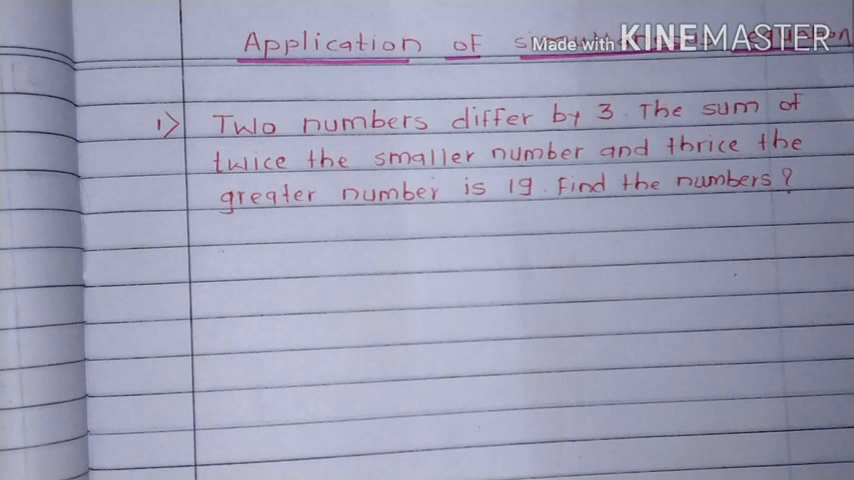 Application of equation
Made with KINEMASTER
1) Two numbers differ by 3. The sum of
twice the smaller number and thrice the
greater number is 19. Find the numbers?